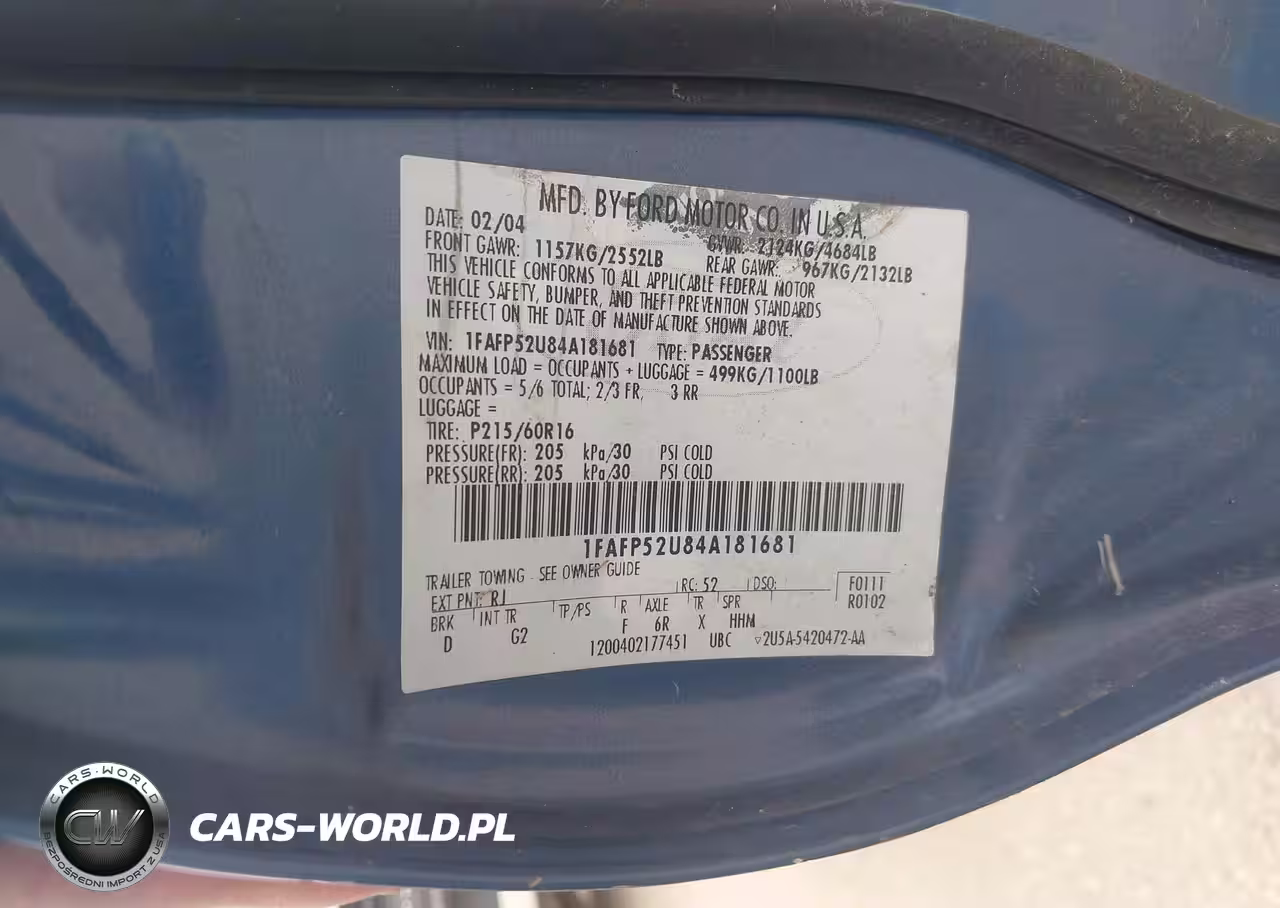 MFD. BY FORD MOTOR CO. IN U.S.A.
DATE: 02/04 GVWR: 2124KG/4684LB
FRONT GAWR: 1157KG/2552LB REAR GAWR: 967KG/2132LB
THIS VEHICLE CONFORMS TO ALL APPLICABLE FEDERAL MOTOR
VEHICLE SAFETY, BUMPER, AND THEFT PREVENTION STANDARDS
IN EFFECT ON THE DATE OF MANUFACTURE SHOWN ABOVE.
VIN: 1FAFP52U84A181681 TYPE: PASSENGER
MAXIMUM LOAD = OCCUPANTS + LUGGAGE = 499KG/1100LB
OCCUPANTS = 5/6 TOTAL; 2/3 FR, 3 RR
LUGGAGE =
TIRE: P215/60R16
PRESSURE(FR): 205 kPa/30 PSI COLD
PRESSURE(RR): 205 kPa/30 PSI COLD
1FAFP52U84A181681
TRAILER TOWING - SEE OWNER GUIDE
EXT PNT: RJ RC: 52 DSO: F0111
R0102
BRK INT TR TP/PS R AXLE TR SPR
D G2 F 6R X HHM
1200402177451 UBC ▽2U5A-5420472-AA
CARS-WORLD
CW
BEZPOŚREDNI IMPORT Z USA
CARS-WORLD.PL